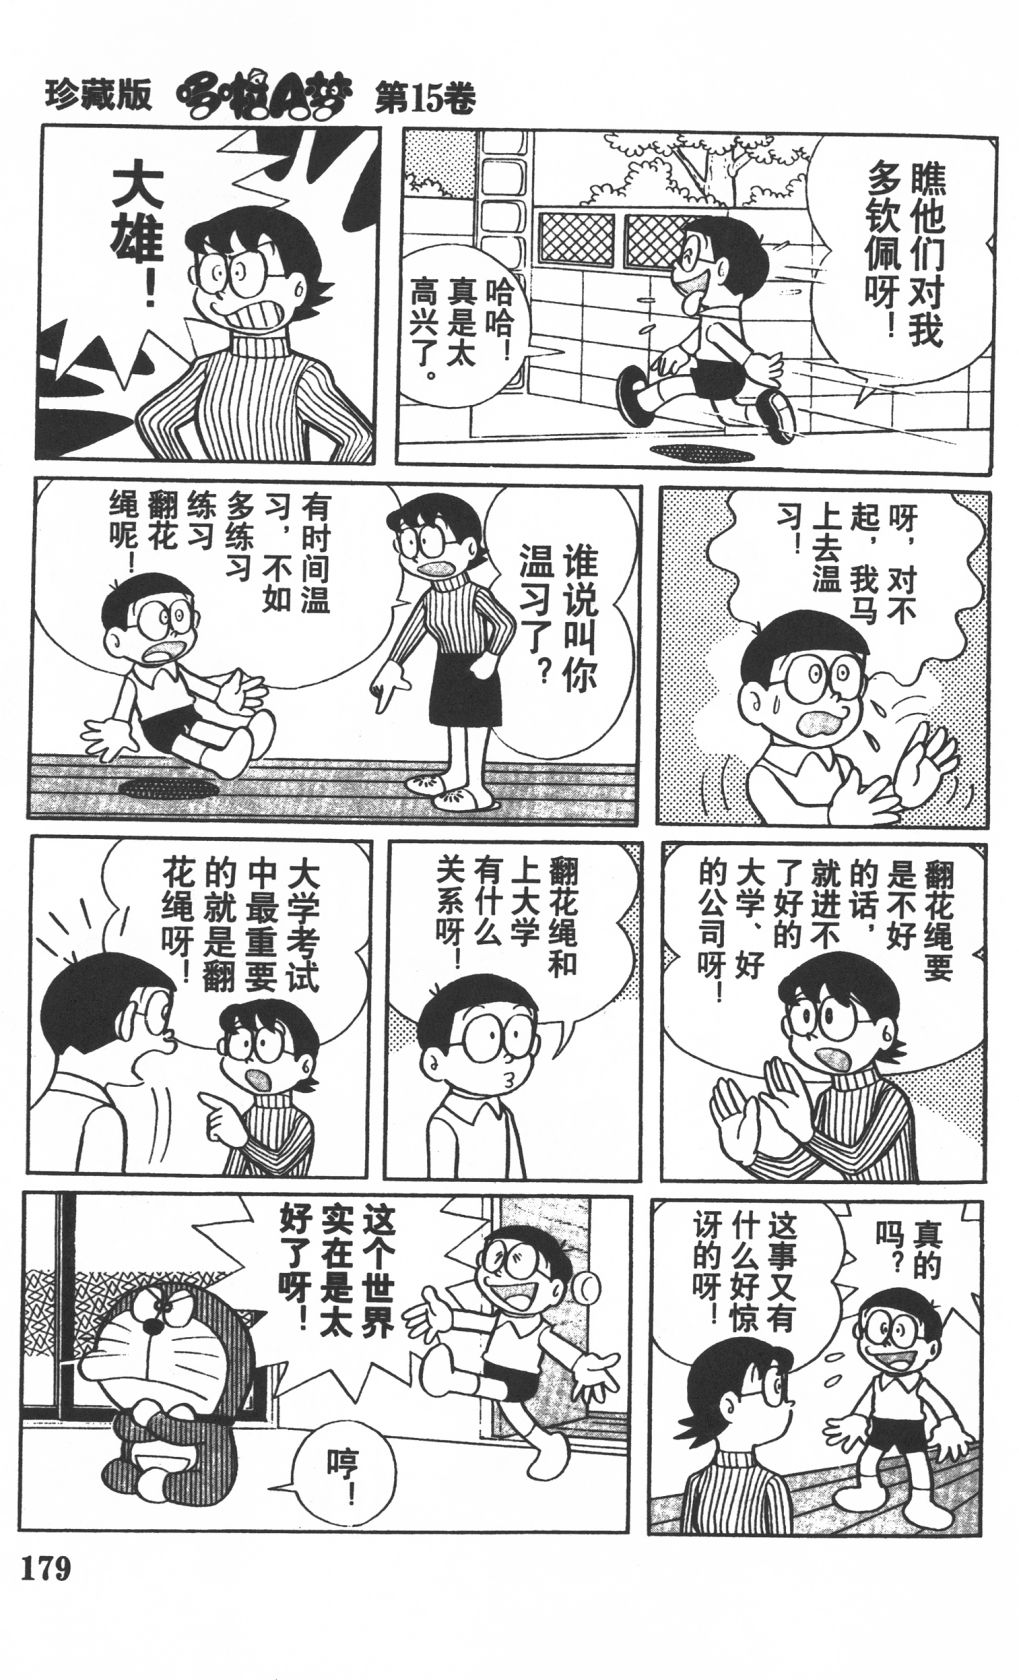 珍藏版 哆啦A梦 第15卷
瞧他们对我
多钦佩呀！
哈哈！
真是太
高兴了。
大雄！
呀，对不
起，我马
上去温
习！
谁说叫你
温习了？
有时间温
习，不如
多练习
练习
翻花
绳呢！
翻花绳要
是不好
的话，
就进不
了好的
大学、好
的公司呀！
翻花绳和
上大学
有什么
关系呀！
大学考试
中最重要
的就是翻
花绳呀！
真的
吗？
这事又有
什么好惊
讶的呀！
这个世界
实在是太
好了呀！
哼！
179